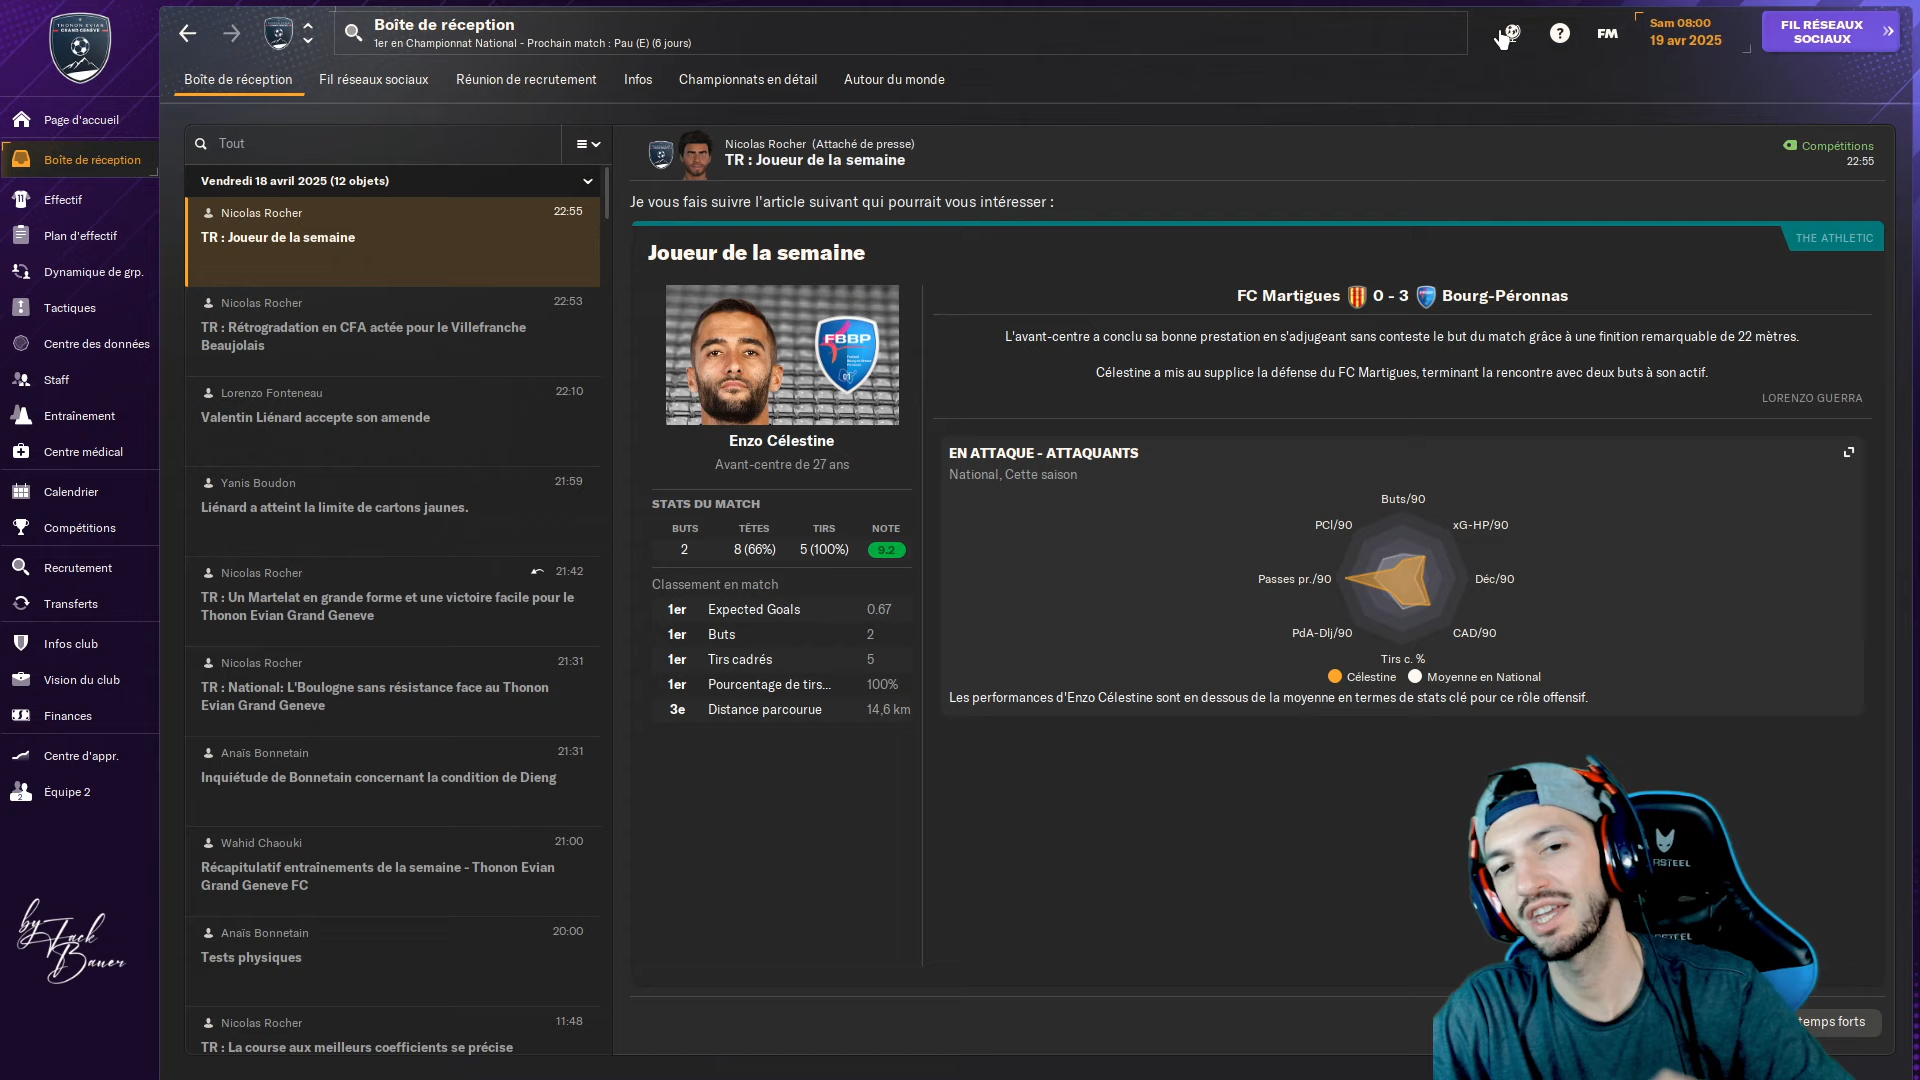 THONON EVIAN
GRAND GENÈVE
Boîte de réception
1er en Championnat National - Prochain match : Pau (E) (6 jours)
FM
Sam 08:00
19 avr 2025
FIL RÉSEAUX
SOCIAUX
Boîte de réception
Fil réseaux sociaux
Réunion de recrutement
Infos
Championnats en détail
Autour du monde
Page d'accueil
Boîte de réception
Effectif
Plan d'effectif
Dynamique de grp.
Tactiques
Centre des données
Staff
Entraînement
Centre médical
Calendrier
Compétitions
Recrutement
Transferts
Infos club
Vision du club
Finances
Centre d'appr.
Équipe 2
by Jack
Bauer
Tout
Vendredi 18 avril 2025 (12 objets)
Nicolas Rocher 22:55
TR : Joueur de la semaine
Nicolas Rocher 22:53
TR : Rétrogradation en CFA actée pour le Villefranche
Beaujolais
Lorenzo Fonteneau 22:10
Valentin Liénard accepte son amende
Yanis Boudon 21:59
Liénard a atteint la limite de cartons jaunes.
Nicolas Rocher 21:42
TR : Un Martelat en grande forme et une victoire facile pour le
Thonon Evian Grand Geneve
Nicolas Rocher 21:31
TR : National: L'Boulogne sans résistance face au Thonon
Evian Grand Geneve
Anaïs Bonnetain 21:31
Inquiétude de Bonnetain concernant la condition de Dieng
Wahid Chaouki 21:00
Récapitulatif entraînements de la semaine - Thonon Evian
Grand Geneve FC
Anaïs Bonnetain 20:00
Tests physiques
Nicolas Rocher 11:48
TR : La course aux meilleurs coefficients se précise
Nicolas Rocher (Attaché de presse)
TR : Joueur de la semaine
Compétitions
22:55
Je vous fais suivre l'article suivant qui pourrait vous intéresser :
THE ATHLETIC
Joueur de la semaine
FBBP
Enzo Célestine
Avant-centre de 27 ans
STATS DU MATCH
BUTS TÊTES TIRS NOTE
2 8 (66%) 5 (100%) 9.2
Classement en match
1er Expected Goals 0.67
1er Buts 2
1er Tirs cadrés 5
1er Pourcentage de tirs... 100%
3e Distance parcourue 14,6 km
FC Martigues 0 - 3 Bourg-Péronnas
L'avant-centre a conclu sa bonne prestation en s'adjugeant sans conteste le but du match grâce à une finition remarquable de 22 mètres.
Célestine a mis au supplice la défense du FC Martigues, terminant la rencontre avec deux buts à son actif.
LORENZO GUERRA
EN ATTAQUE - ATTAQUANTS
National, Cette saison
Buts/90
PCl/90 xG-HP/90
Passes pr./90 Déc/90
PdA-Dlj/90 CAD/90
Tirs c. %
Célestine Moyenne en National
Les performances d'Enzo Célestine sont en dessous de la moyenne en termes de stats clé pour ce rôle offensif.
temps forts